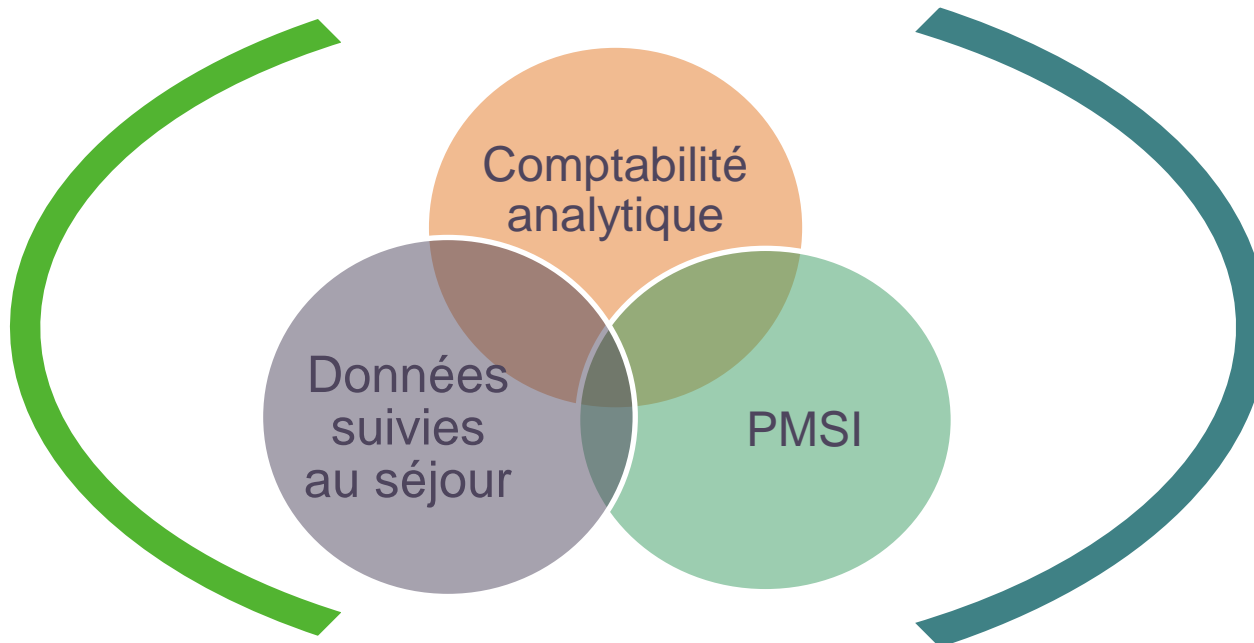 Comptabilité
analytique
Données
suivies
au séjour
PMSI